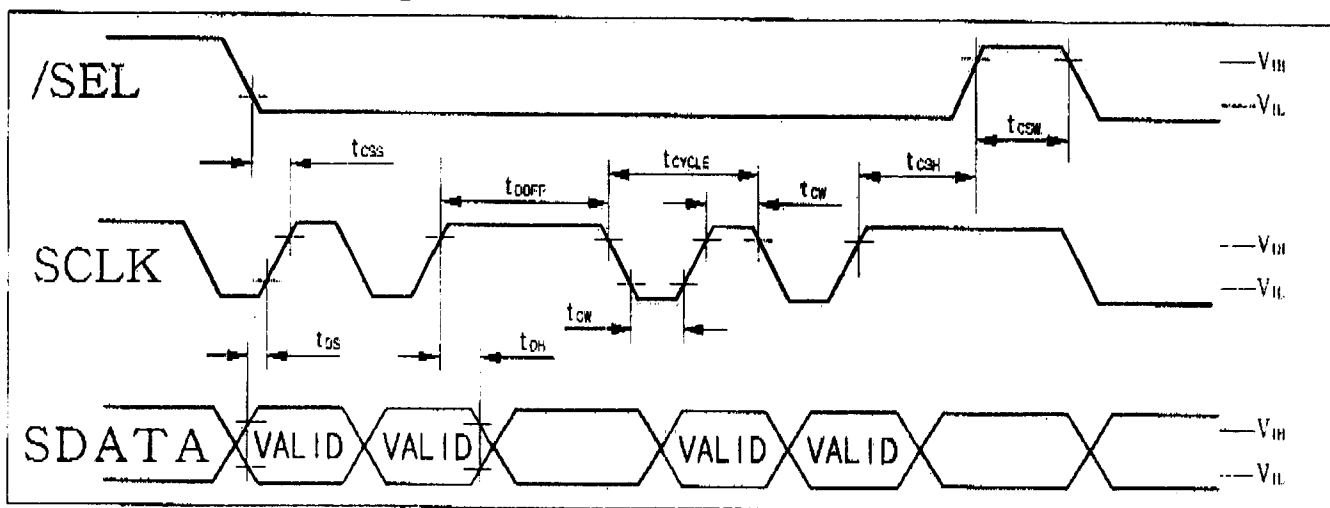 /SEL
VIH
VIL
tCSW
tCSS
tDOFF
tCYCLE
tCW
tCSH
SCLK
VIH
VIL
tCW
tDS
tDH
SDATA
VALID
VALID
VALID
VALID
VIH
VIL